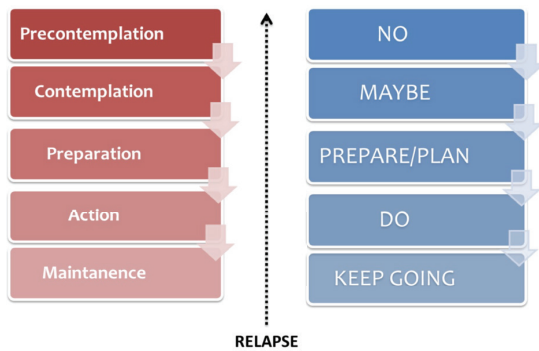 Precontemplation
Contemplation
Preparation
Action
Maintanence
NO
MAYBE
PREPARE/PLAN
DO
KEEP GOING
RELAPSE